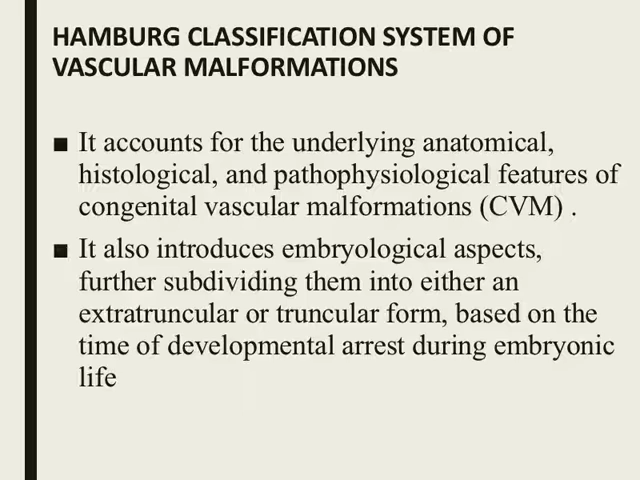 HAMBURG CLASSIFICATION SYSTEM OF
VASCULAR MALFORMATIONS
■ It accounts for the underlying anatomical,
histological, and pathophysiological features of
congenital vascular malformations (CVM) .
■ It also introduces embryological aspects,
further subdividing them into either an
extratruncular or truncular form, based on the
time of developmental arrest during embryonic
life